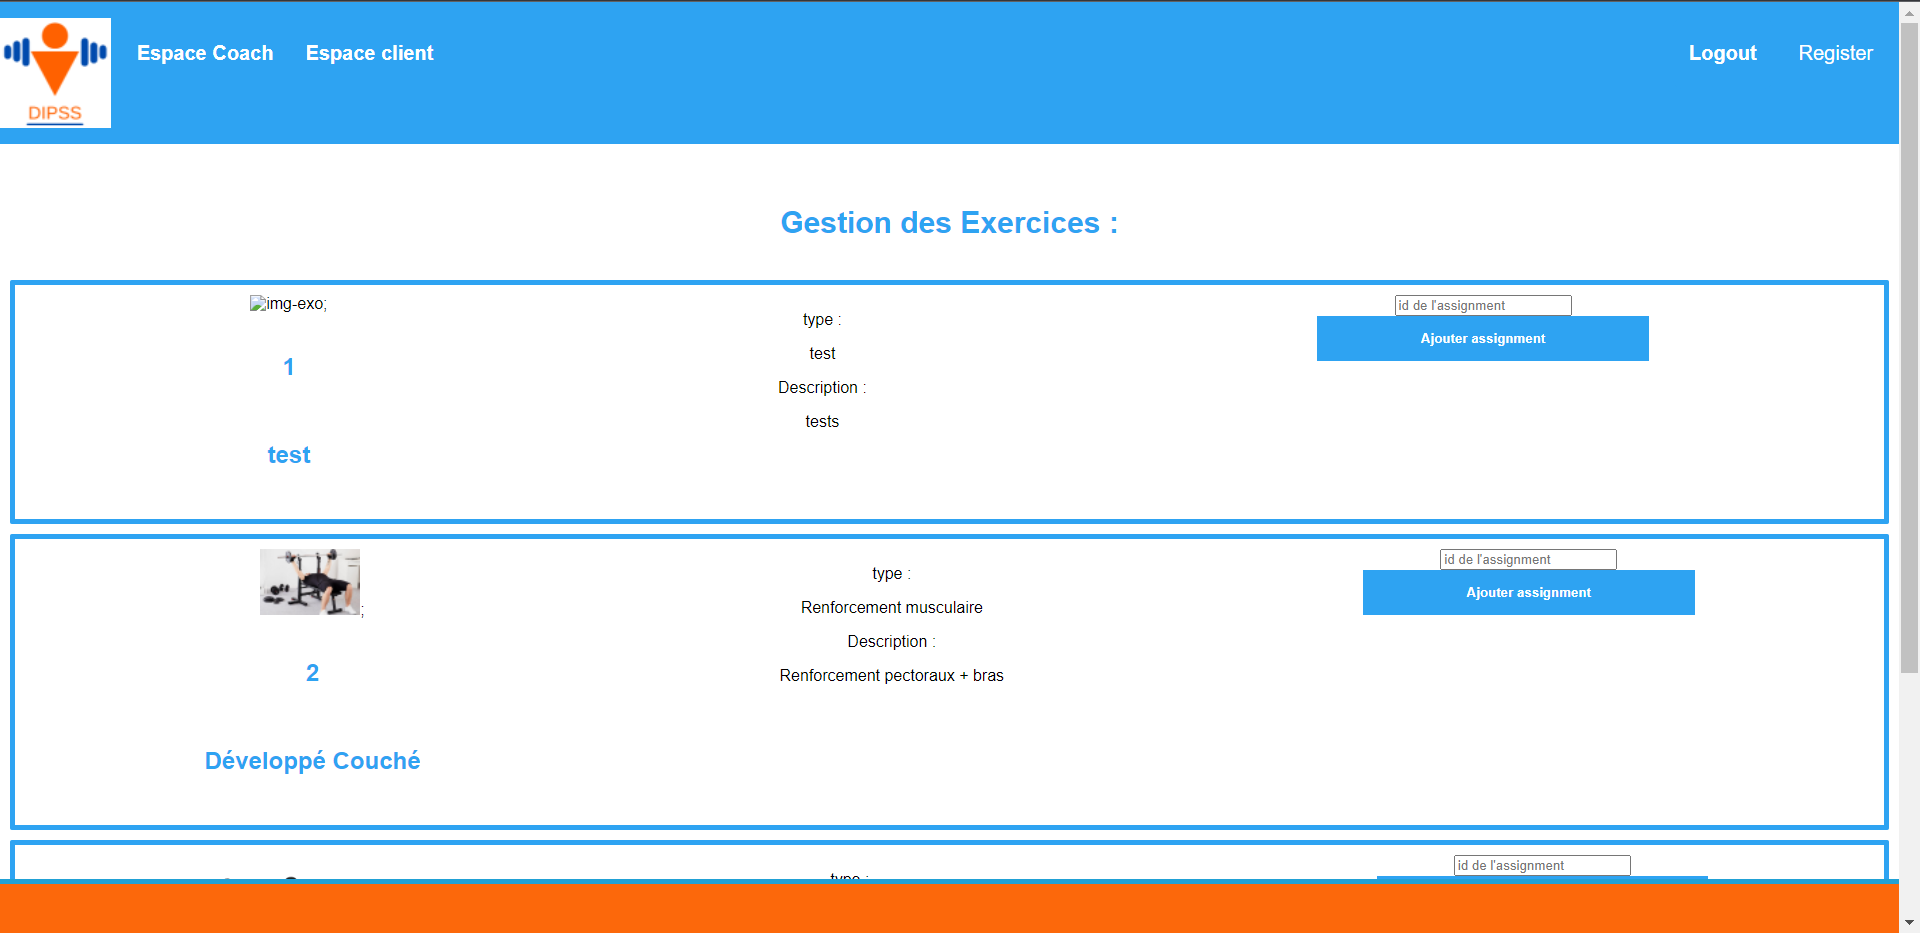 DIPSS
Espace Coach
Espace client
Logout
Register
Gestion des Exercices :
img-exo;
1
test
type :
test
Description :
tests
id de l'assignment
Ajouter assignment
;
2
Développé Couché
type :
Renforcement musculaire
Description :
Renforcement pectoraux + bras
id de l'assignment
Ajouter assignment
type :
id de l'assignment